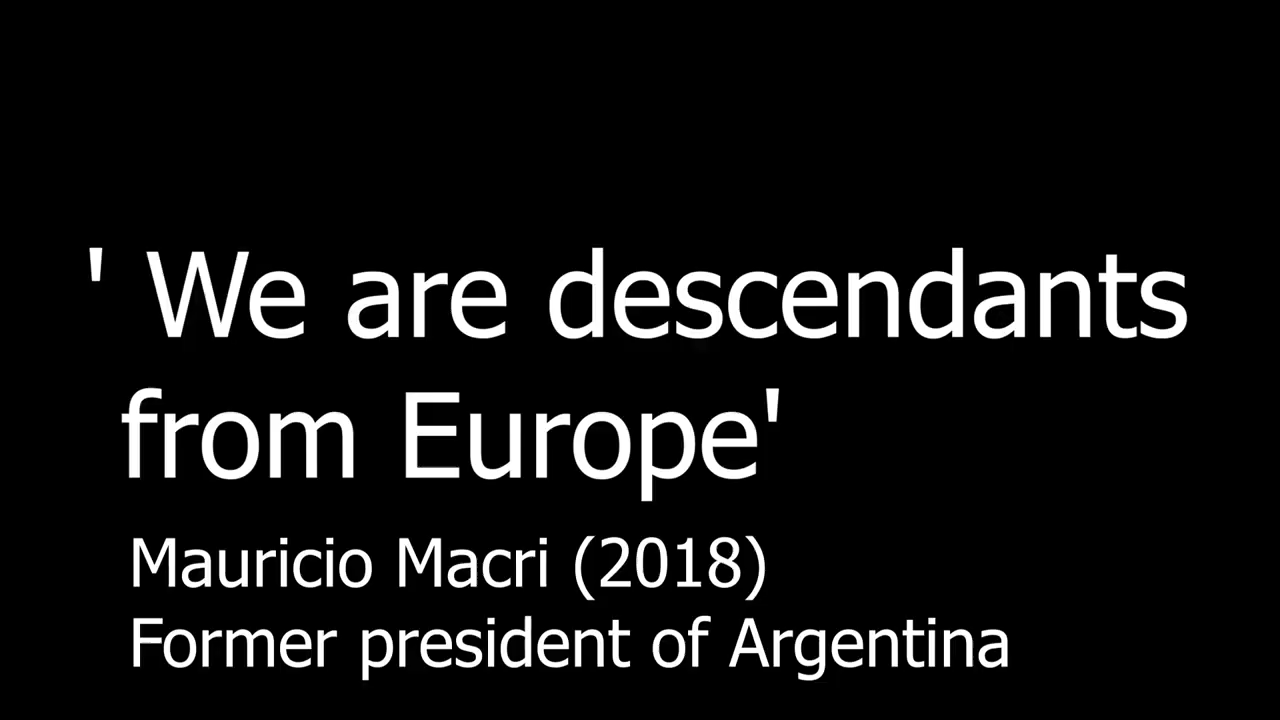 ' We are descendants
from Europe'
Mauricio Macri (2018)
Former president of Argentina